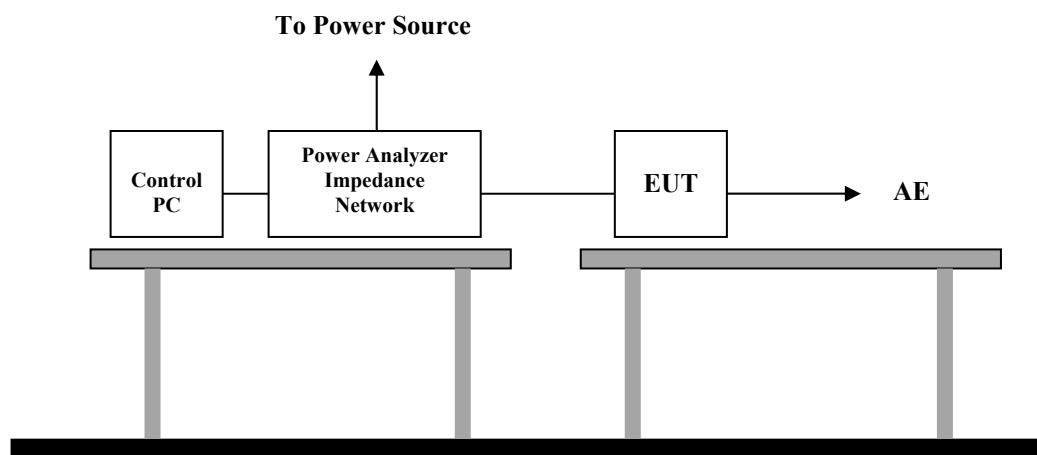 To Power Source
Control
PC
Power Analyzer
Impedance
Network
EUT
AE